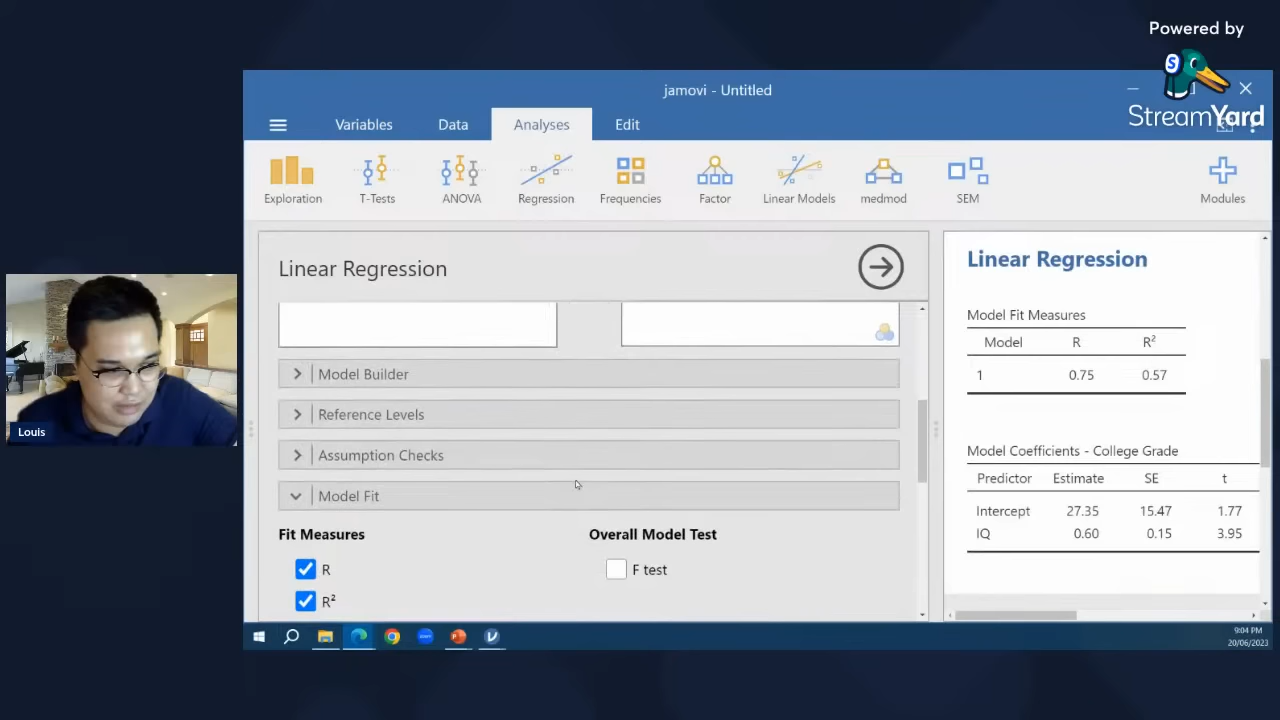 Powered by
StreamYard
jamovi - Untitled
Variables Data Analyses Edit
Exploration T-Tests ANOVA Regression Frequencies Factor Linear Models medmod SEM Modules
Linear Regression
Model Builder
Reference Levels
Assumption Checks
Model Fit
Fit Measures Overall Model Test
R F test
R²
Linear Regression
Model Fit Measures
Model R R²
1 0.75 0.57
Model Coefficients - College Grade
Predictor Estimate SE t
Intercept 27.35 15.47 1.77
IQ 0.60 0.15 3.95
Louis
9:04 PM
20/06/2023